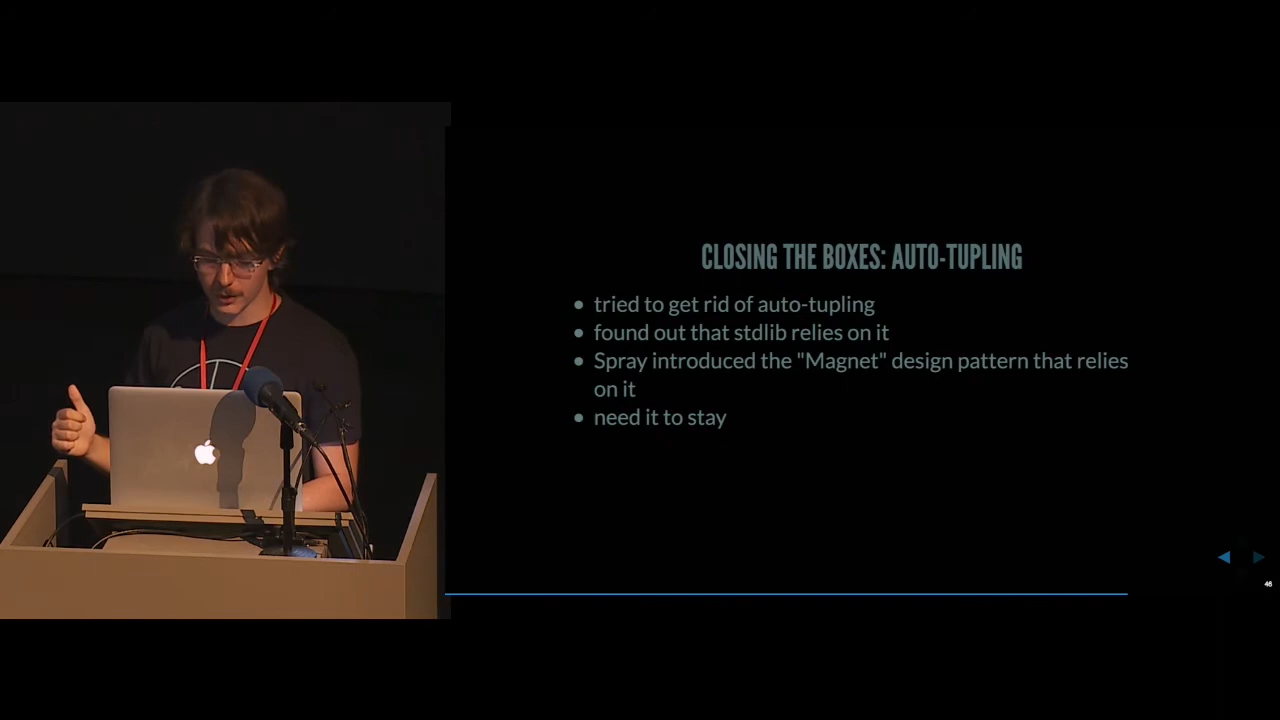 CLOSING THE BOXES: AUTO-TUPLING
tried to get rid of auto-tupling
found out that stdlib relies on it
Spray introduced the "Magnet" design pattern that relies
on it
need it to stay
46